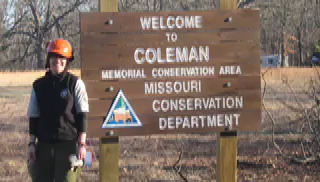 WELCOME
TO
COLEMAN
MEMORIAL CONSERVATION AREA
MISSOURI
CONSERVATION
DEPARTMENT